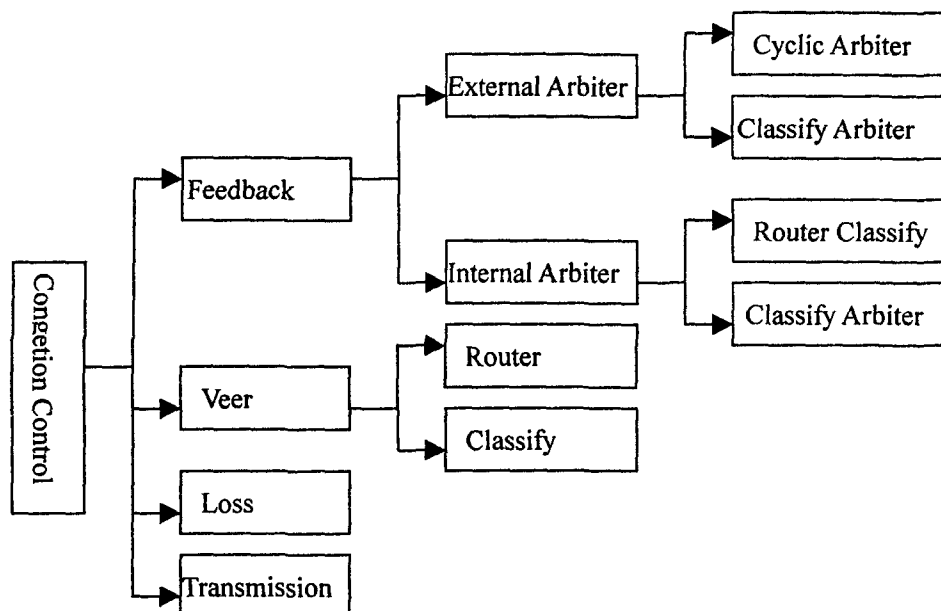 Congetion Control
Feedback
Veer
Loss
Transmission
External Arbiter
Internal Arbiter
Router
Classify
Cyclic Arbiter
Classify Arbiter
Router Classify
Classify Arbiter